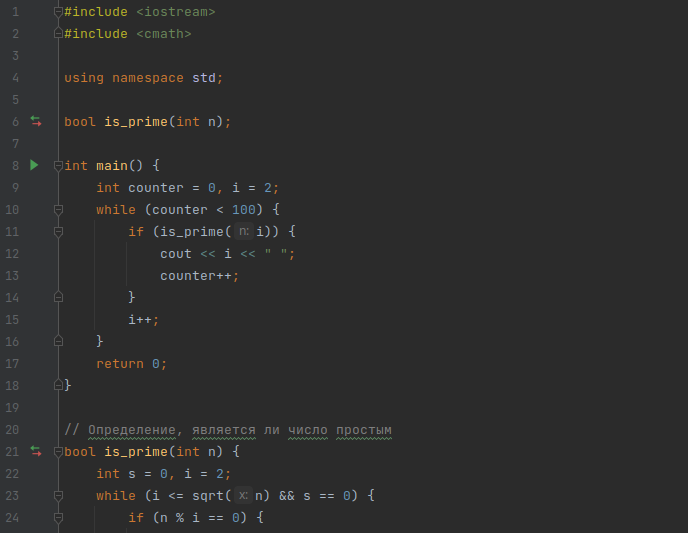 1 #include <iostream>
2 #include <cmath>
3
4 using namespace std;
5
6 bool is_prime(int n);
7
8 int main() {
9     int counter = 0, i = 2;
10     while (counter < 100) {
11         if (is_prime( n: i)) {
12             cout << i << " ";
13             counter++;
14         }
15         i++;
16     }
17     return 0;
18 }
19
20 // Определение, является ли число простым
21 bool is_prime(int n) {
22     int s = 0, i = 2;
23     while (i <= sqrt( x: n) && s == 0) {
24         if (n % i == 0) {